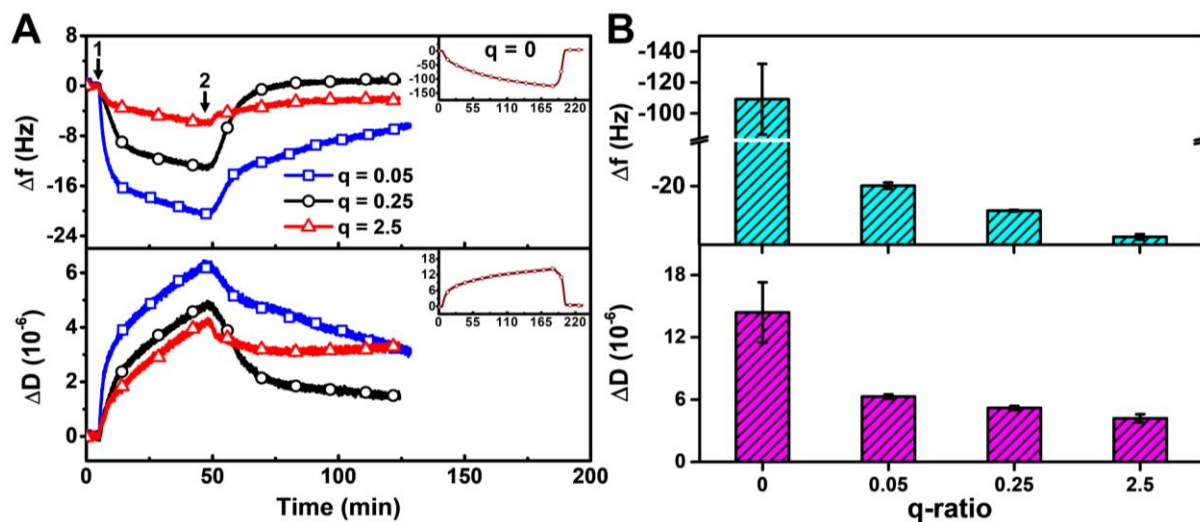 A
B
8
0
-8
-16
-24
Δf (Hz)
1
2
q = 0.05
q = 0.25
q = 2.5
q = 0
0
-50
-100
-150
0 55 110 165 220
6
4
2
0
ΔD (10⁻⁶)
18
12
6
0
0 55 110 165 220
0 50 100 150 200
Time (min)
-140
-120
-100
-20
Δf (Hz)
18
12
6
0
ΔD (10⁻⁶)
0 0.05 0.25 2.5
q-ratio